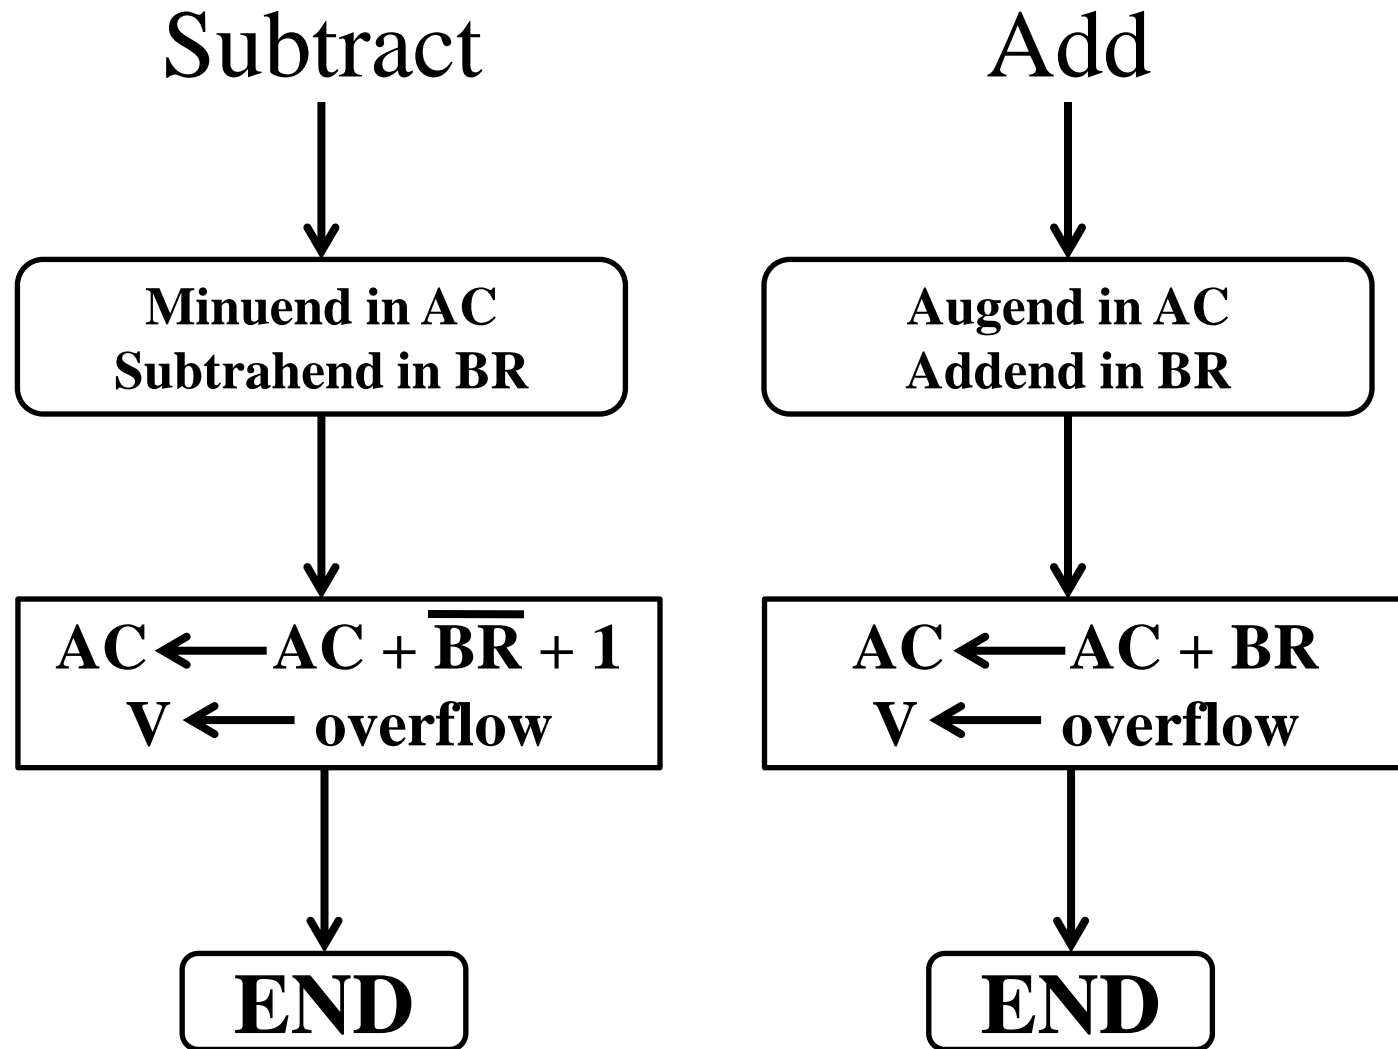 Subtract
Minuend in AC
Subtrahend in BR
AC ← AC + B̅R̅ + 1
V ← overflow
END
Add
Augend in AC
Addend in BR
AC ← AC + BR
V ← overflow
END